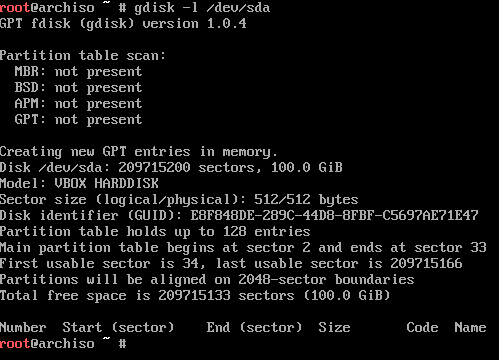 root@archiso ~ # gdisk -l /dev/sda
GPT fdisk (gdisk) version 1.0.4
Partition table scan:
  MBR: not present
  BSD: not present
  APM: not present
  GPT: not present
Creating new GPT entries in memory.
Disk /dev/sda: 209715200 sectors, 100.0 GiB
Model: VBOX HARDDISK
Sector size (logical/physical): 512/512 bytes
Disk identifier (GUID): E8F848DE-289C-44D8-8FBF-C5697AE71E47
Partition table holds up to 128 entries
Main partition table begins at sector 2 and ends at sector 33
First usable sector is 34, last usable sector is 209715166
Partitions will be aligned on 2048-sector boundaries
Total free space is 209715133 sectors (100.0 GiB)
Number  Start (sector)    End (sector)  Size       Code  Name
root@archiso ~ #